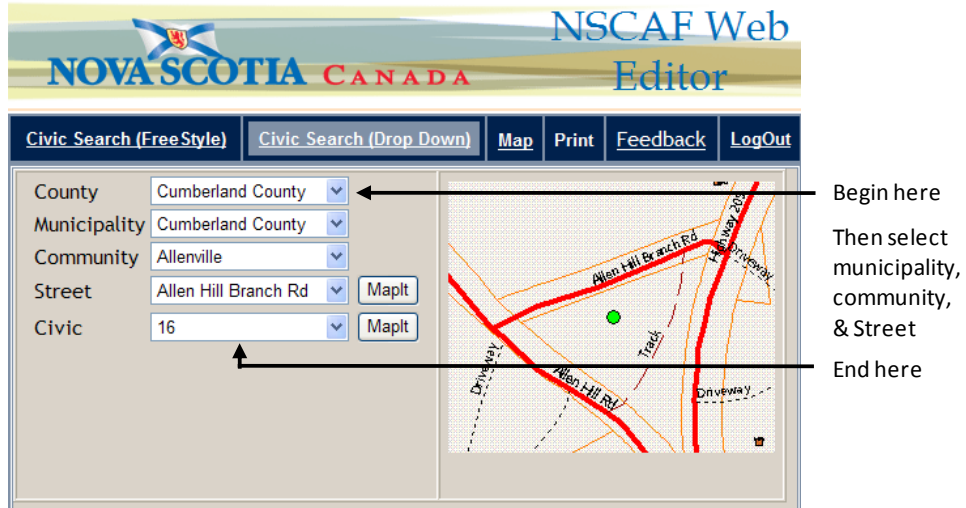 NSCAF Web
Editor
NOVA SCOTIA CANADA
Civic Search (FreeStyle) Civic Search (Drop Down) Map Print Feedback LogOut
County Cumberland County
Municipality Cumberland County
Community Allenville
Street Allen Hill Branch Rd MapIt
Civic 16 MapIt
Highway 209
Allen Hill Branch Rd
Driveway
Track
Driveway
Allen Hill Rd
Driveway
Begin here
Then select
municipality,
community,
& Street
End here